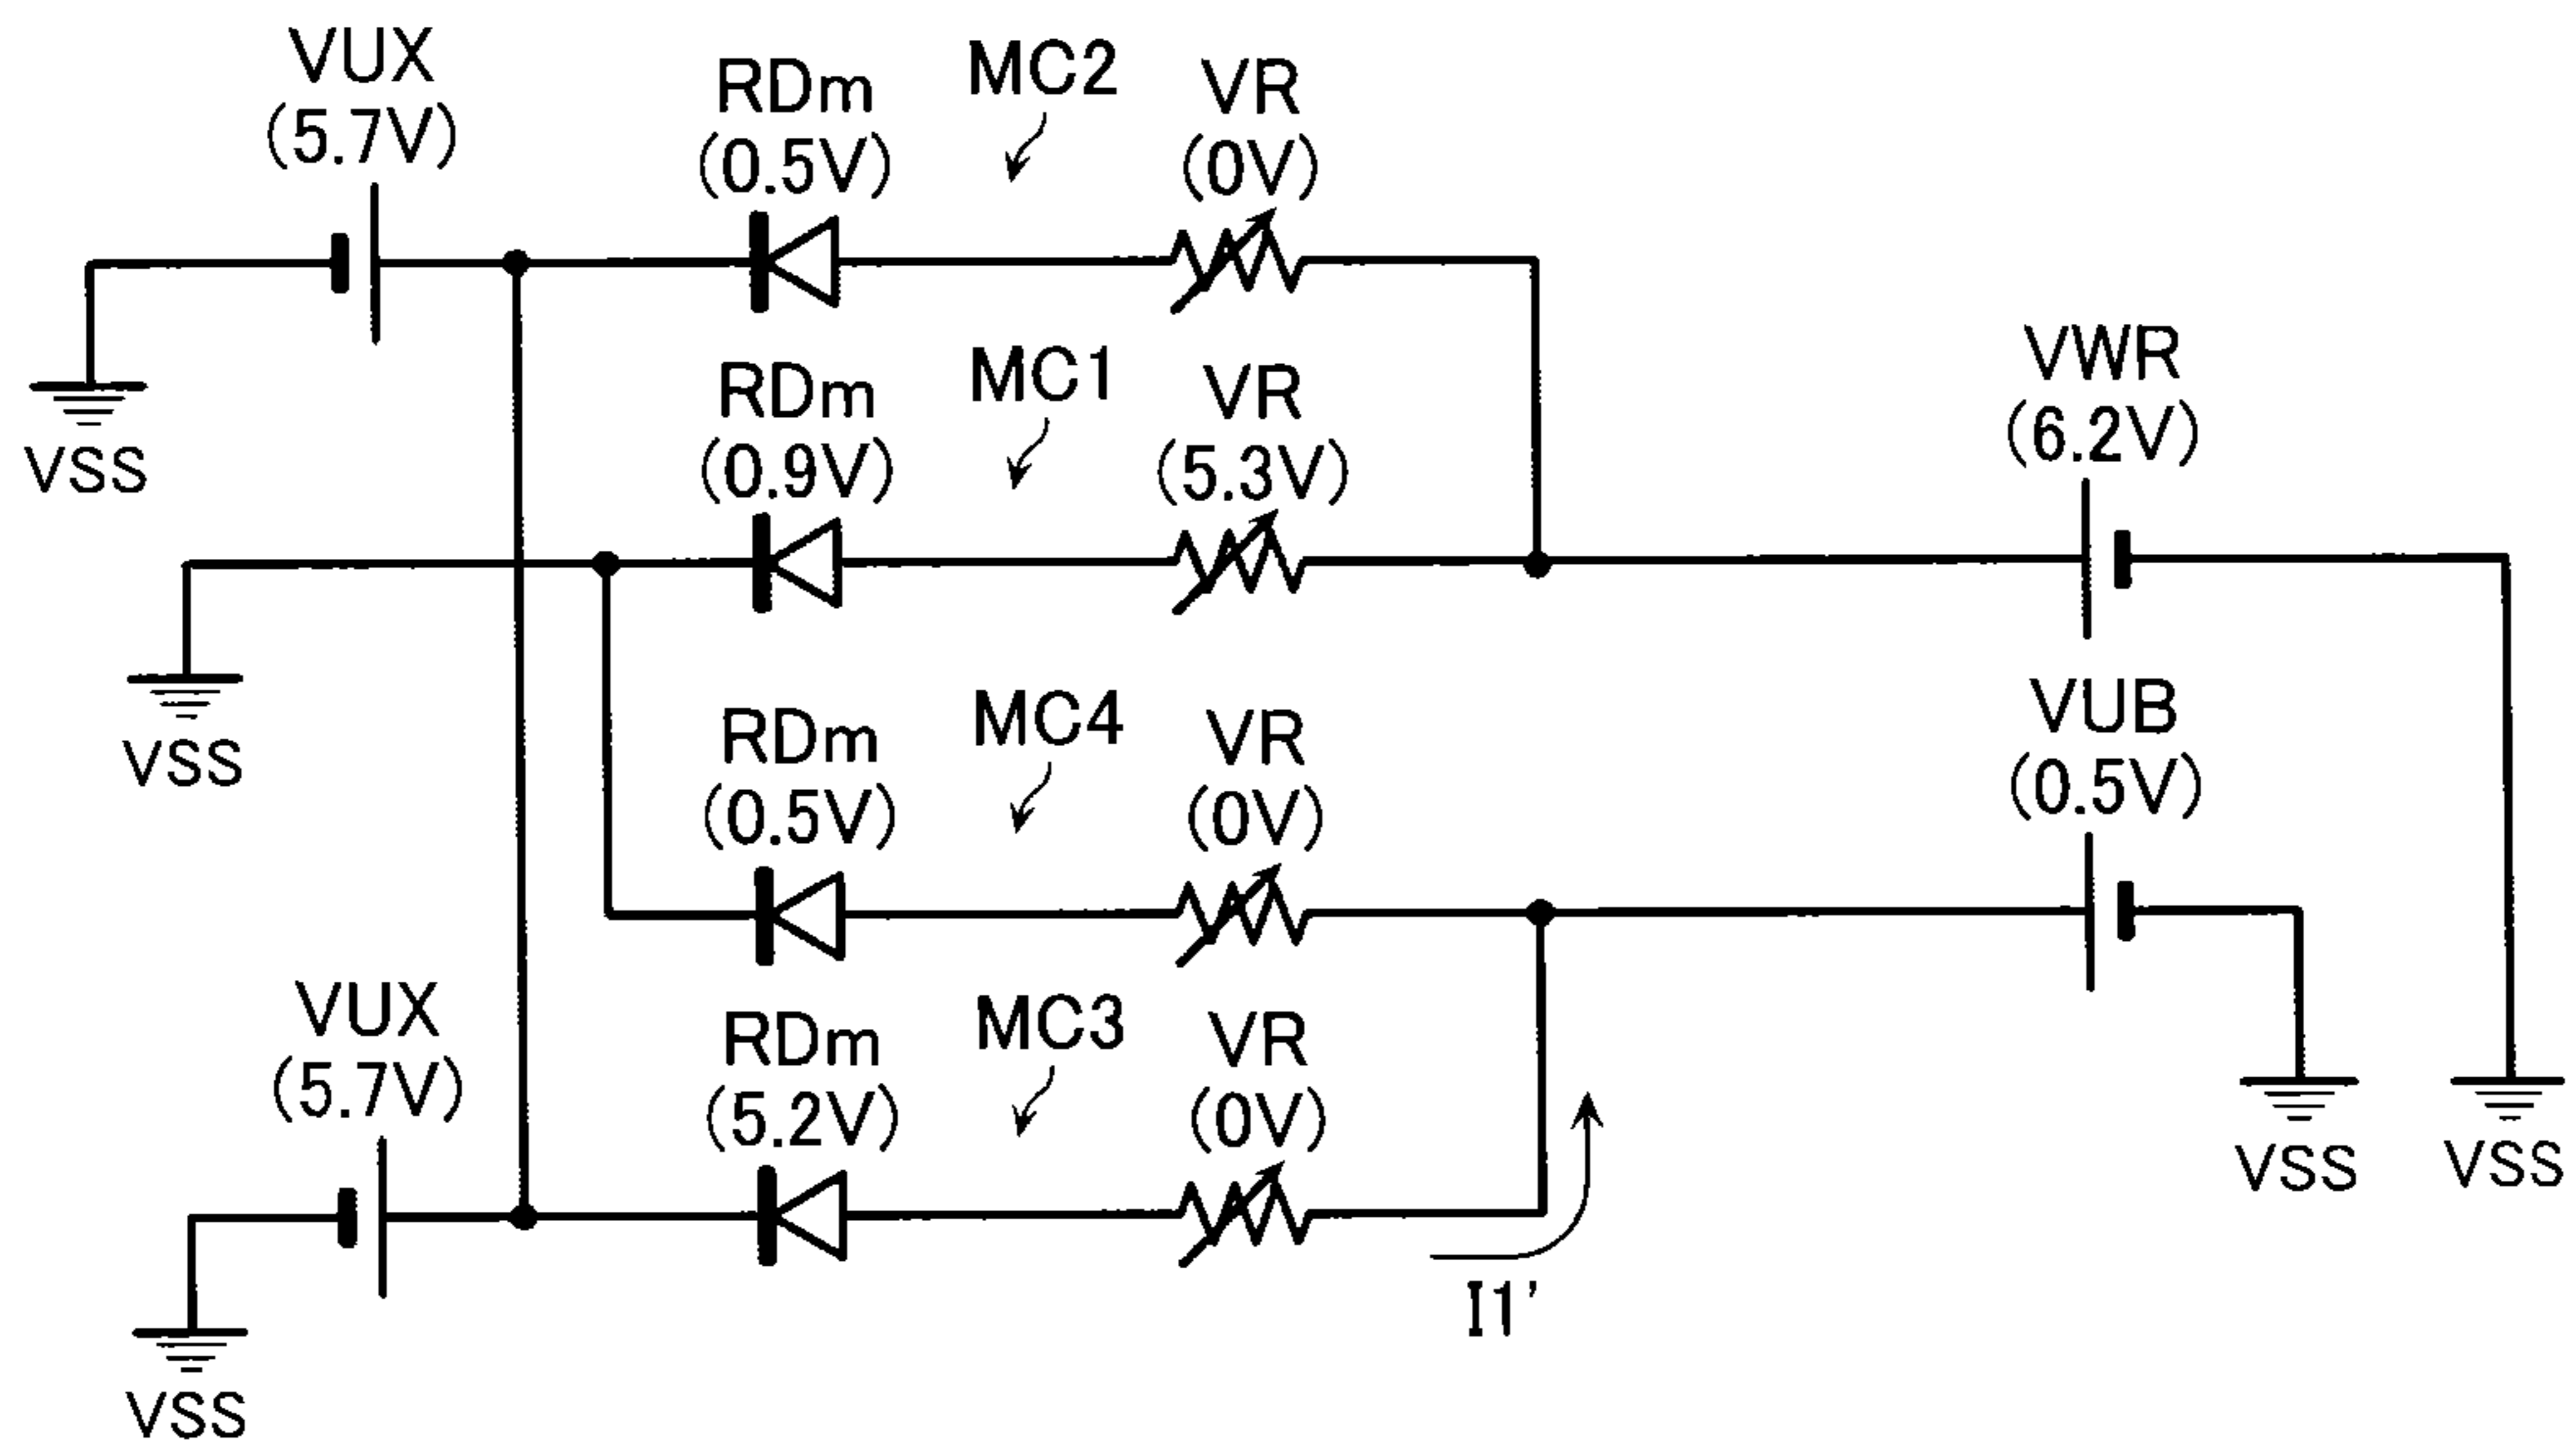 VUX
(5.7V)
RDm
(0.5V)
MC2
VR
(0V)
VSS
RDm
(0.9V)
MC1
VR
(5.3V)
VWR
(6.2V)
VSS
RDm
(0.5V)
MC4
VR
(0V)
VUB
(0.5V)
VUX
(5.7V)
RDm
(5.2V)
MC3
VR
(0V)
VSS
VSS
I1'
VSS